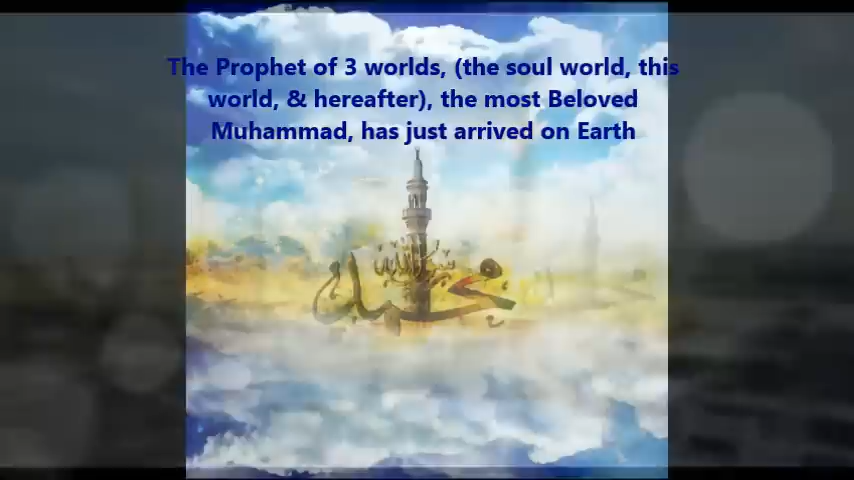 The Prophet of 3 worlds, (the soul world, this
world, & hereafter), the most Beloved
Muhammad, has just arrived on Earth
محمد